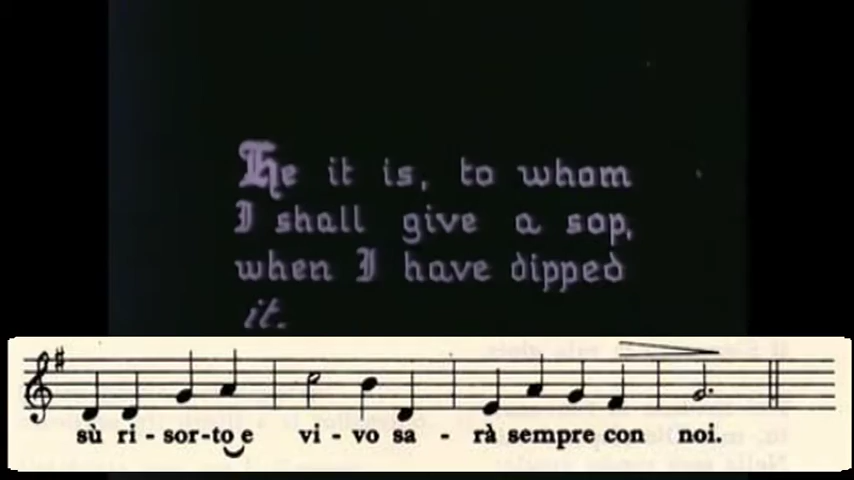 He it is, to whom
I shall give a sop,
when I have dipped
it.
sù ri - sor-to e vi - vo sa - rà sempre con noi.